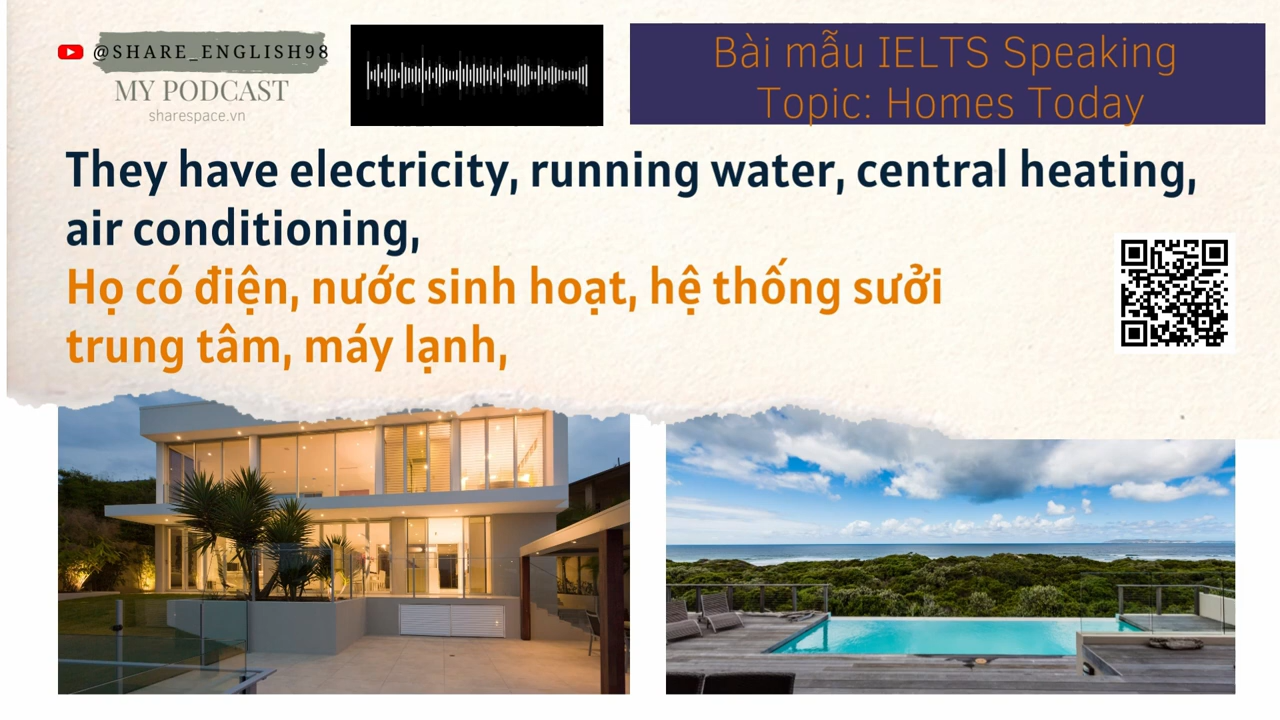 @SHARE_ENGLISH98
MY PODCAST
sharespace.vn
Bài mẫu IELTS Speaking
Topic: Homes Today
They have electricity, running water, central heating,
air conditioning,
Họ có điện, nước sinh hoạt, hệ thống sưởi
trung tâm, máy lạnh,